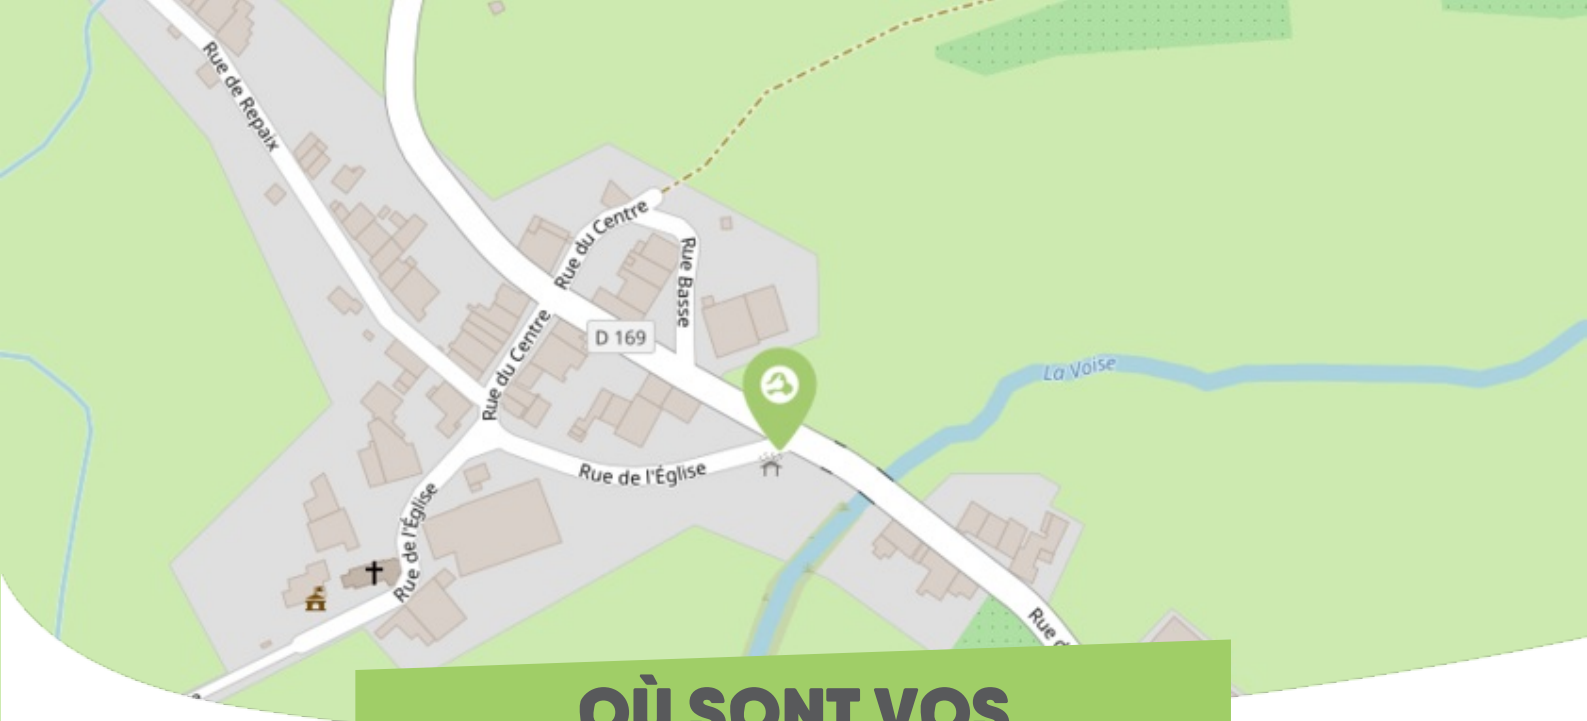 Rue de Repaix
Rue du Centre
Rue Basse
Rue du Centre
D 169
La Voise
Rue de l'Église
Rue de l'Église
OÙ SONT VOS